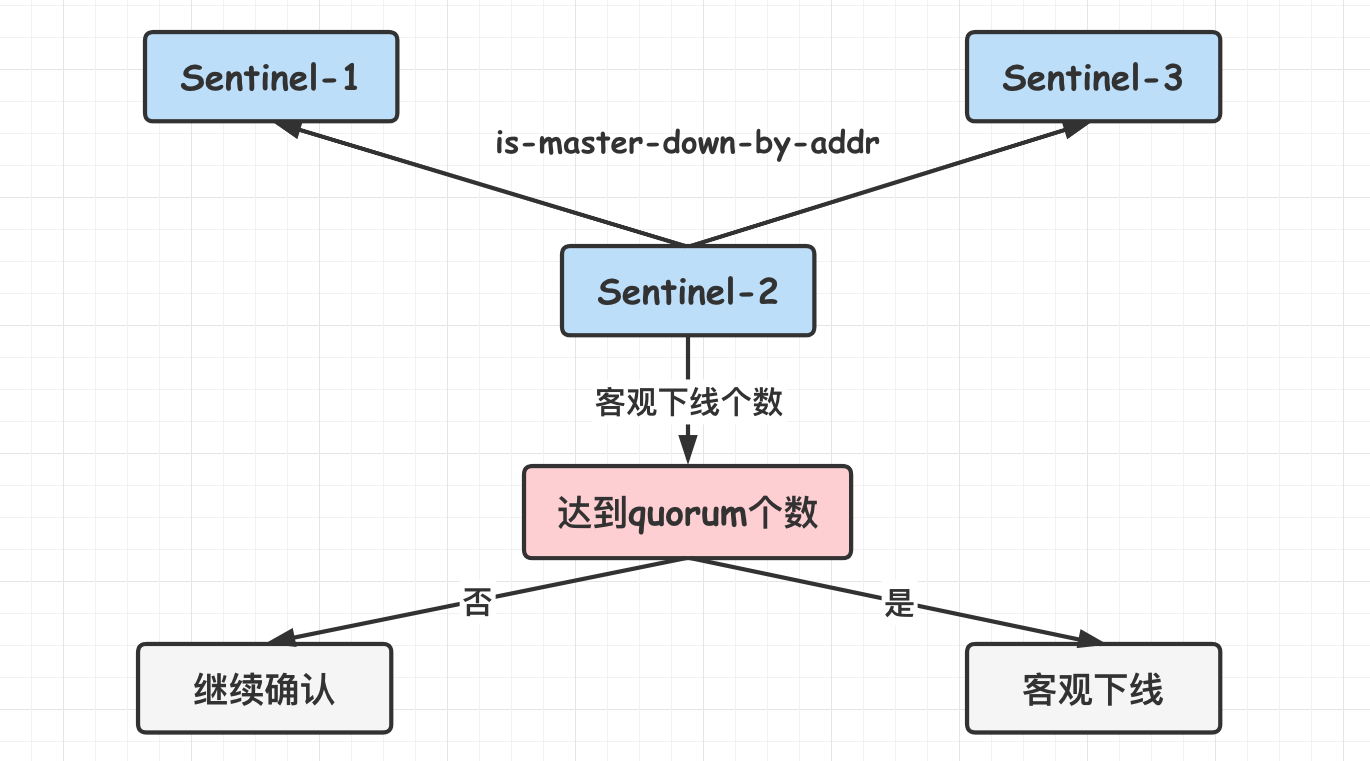 Sentinel-1
Sentinel-3
is-master-down-by-addr
Sentinel-2
客观下线个数
达到quorum个数
否
是
继续确认
客观下线